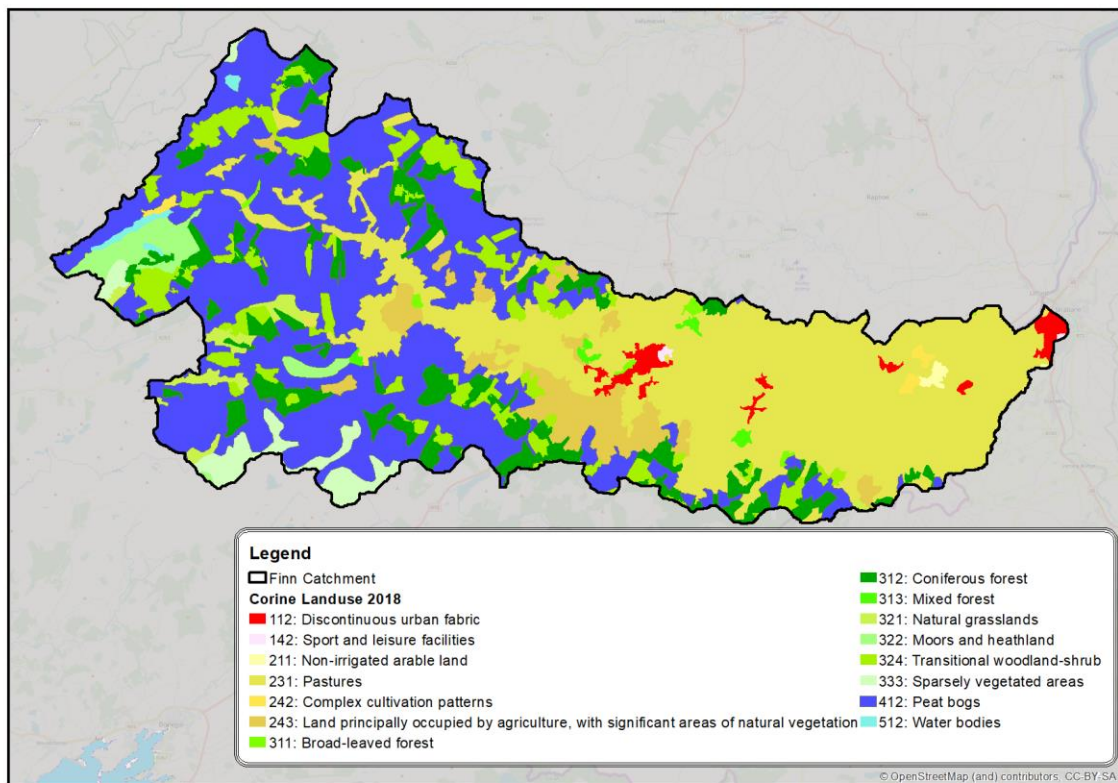 Legend
Finn Catchment
Corine Landuse 2018
112: Discontinuous urban fabric
142: Sport and leisure facilities
211: Non-irrigated arable land
231: Pastures
242: Complex cultivation patterns
243: Land principally occupied by agriculture, with significant areas of natural vegetation
311: Broad-leaved forest
312: Coniferous forest
313: Mixed forest
321: Natural grasslands
322: Moors and heathland
324: Transitional woodland-shrub
333: Sparsely vegetated areas
412: Peat bogs
512: Water bodies
© OpenStreetMap (and) contributors, CC-BY-SA